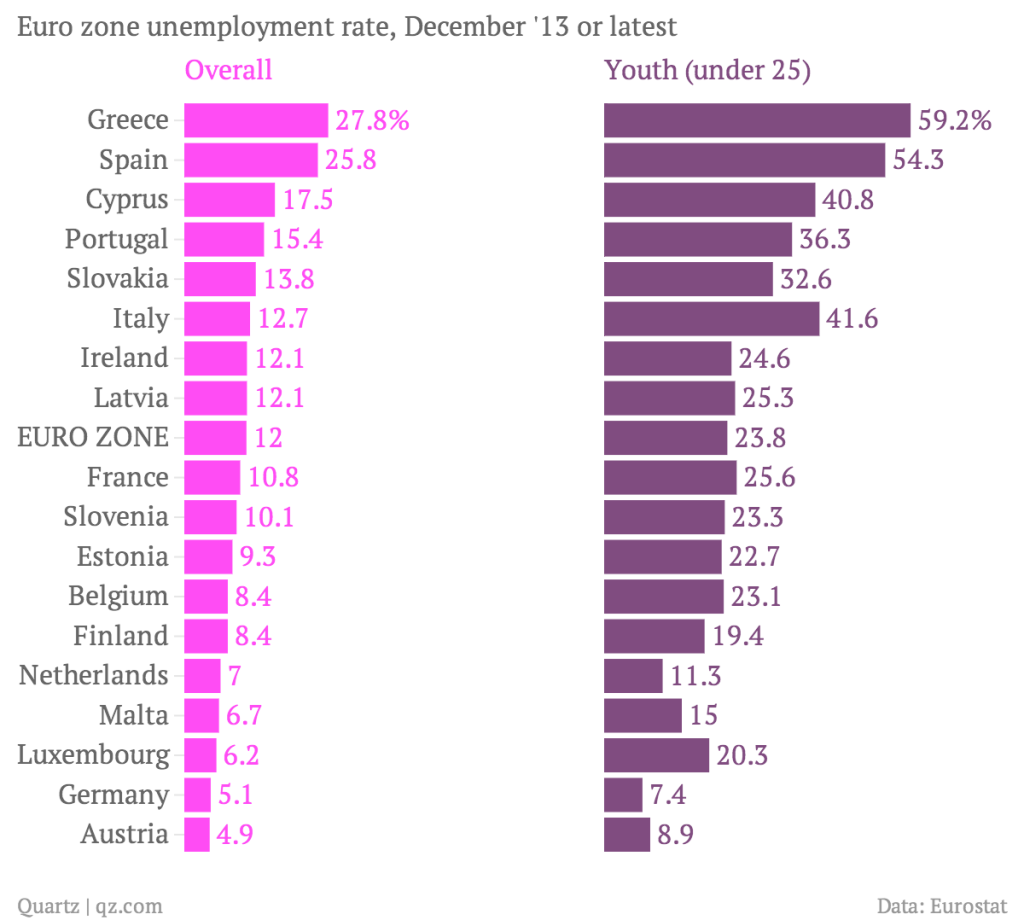 Euro zone unemployment rate, December '13 or latest
Overall Youth (under 25)
Greece 27.8% 59.2%
Spain 25.8 54.3
Cyprus 17.5 40.8
Portugal 15.4 36.3
Slovakia 13.8 32.6
Italy 12.7 41.6
Ireland 12.1 24.6
Latvia 12.1 25.3
EURO ZONE 12 23.8
France 10.8 25.6
Slovenia 10.1 23.3
Estonia 9.3 22.7
Belgium 8.4 23.1
Finland 8.4 19.4
Netherlands 7 11.3
Malta 6.7 15
Luxembourg 6.2 20.3
Germany 5.1 7.4
Austria 4.9 8.9
Quartz | qz.com Data: Eurostat